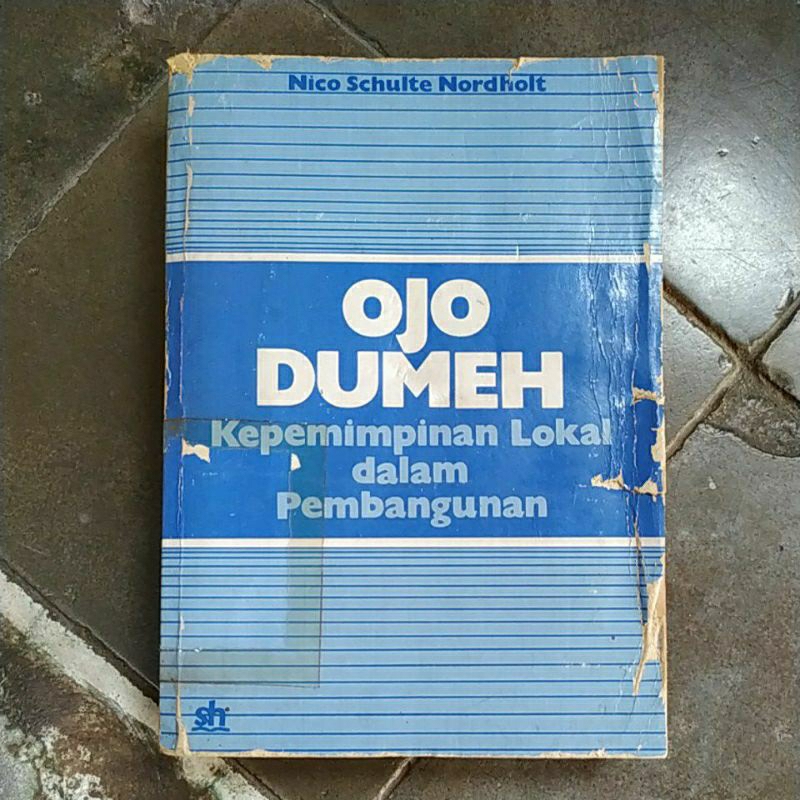 Nico Schulte Nordholt
OJO
DUMEH
Kepemimpinan Lokal
dalam
Pembangunan
sh